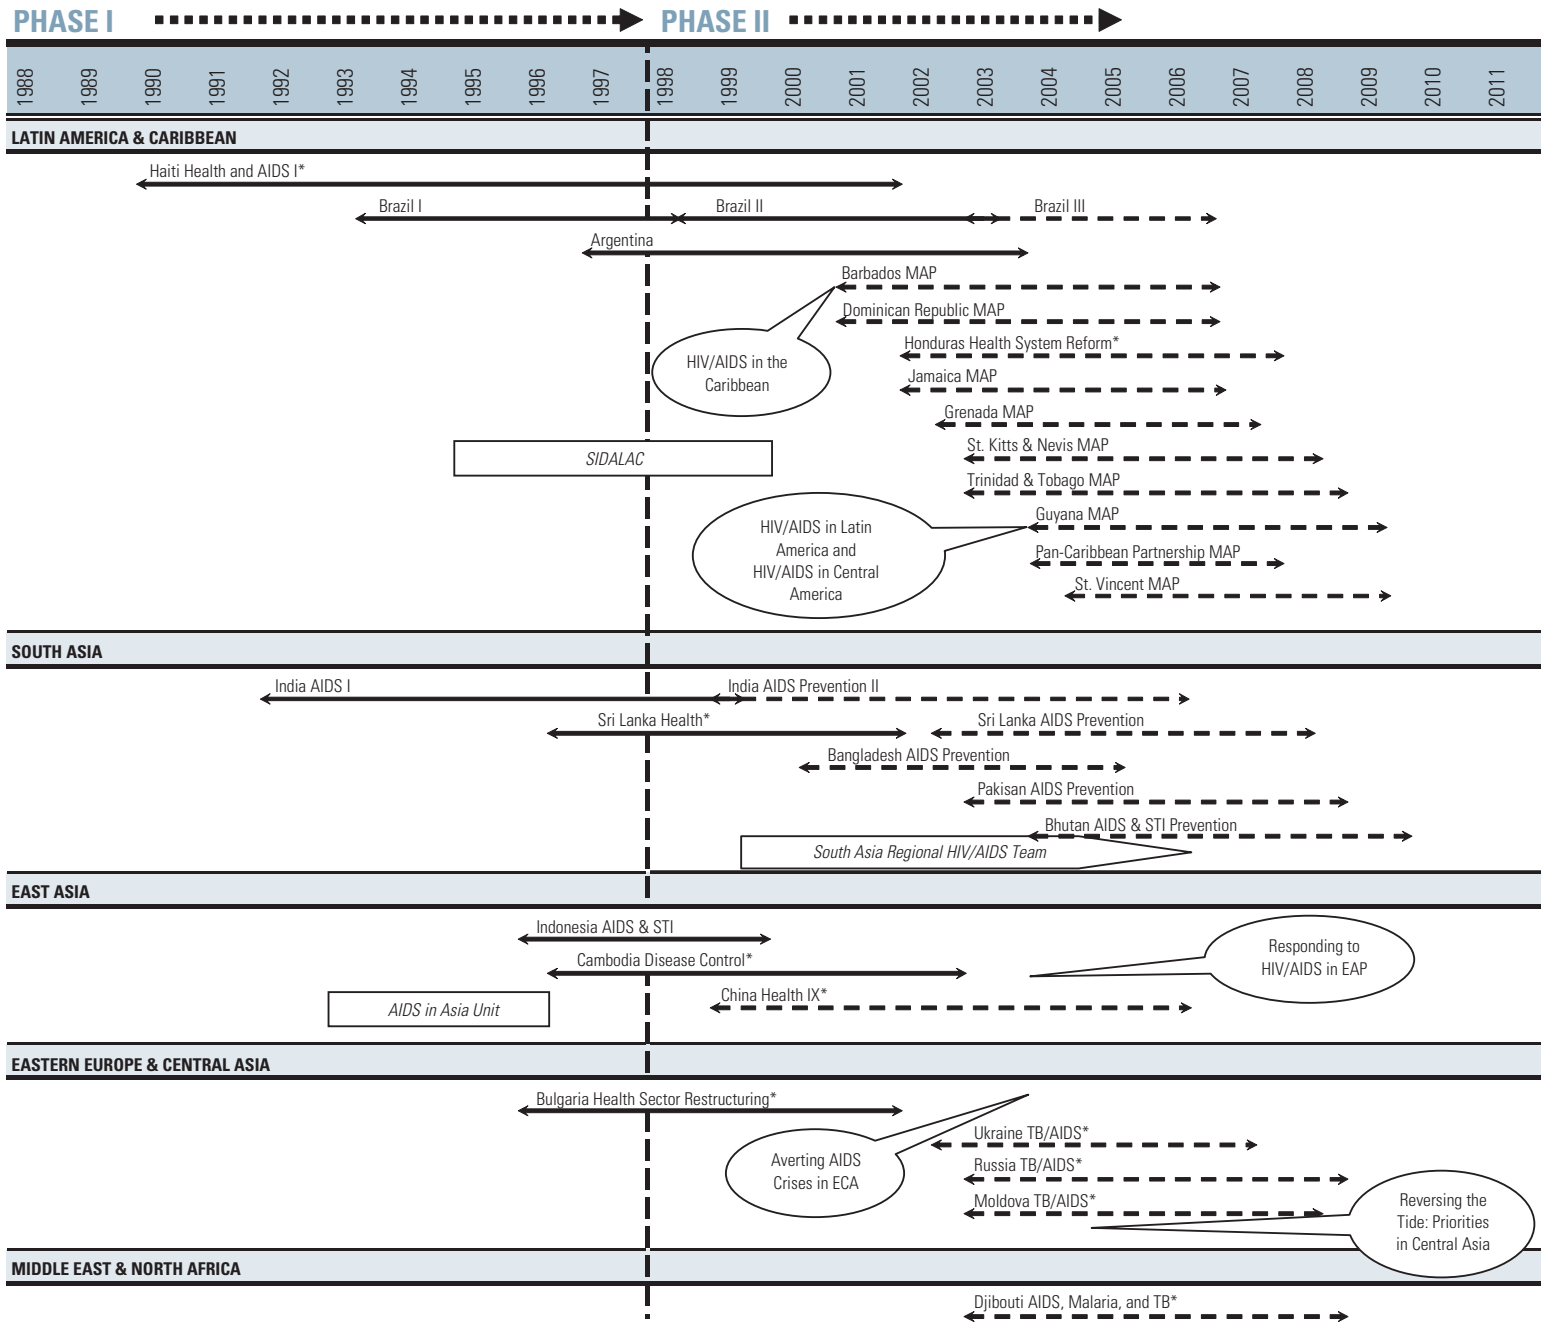 PHASE I PHASE II
1988 1989 1990 1991 1992 1993 1994 1995 1996 1997 1998 1999 2000 2001 2002 2003 2004 2005 2006 2007 2008 2009 2010 2011
LATIN AMERICA & CARIBBEAN
Haiti Health and AIDS I*
Brazil I Brazil II Brazil III
Argentina
Barbados MAP
Dominican Republic MAP
Honduras Health System Reform*
HIV/AIDS in the
Caribbean
Jamaica MAP
Grenada MAP
St. Kitts & Nevis MAP
SIDALAC
Trinidad & Tobago MAP
Guyana MAP
HIV/AIDS in Latin
America and
HIV/AIDS in Central
America
Pan-Caribbean Partnership MAP
St. Vincent MAP
SOUTH ASIA
India AIDS I India AIDS Prevention II
Sri Lanka Health* Sri Lanka AIDS Prevention
Bangladesh AIDS Prevention
Pakisan AIDS Prevention
Bhutan AIDS & STI Prevention
South Asia Regional HIV/AIDS Team
EAST ASIA
Indonesia AIDS & STI
Responding to
HIV/AIDS in EAP
Cambodia Disease Control*
China Health IX*
AIDS in Asia Unit
EASTERN EUROPE & CENTRAL ASIA
Bulgaria Health Sector Restructuring*
Ukraine TB/AIDS*
Averting AIDS
Crises in ECA
Russia TB/AIDS*
Moldova TB/AIDS*
Reversing the
Tide: Priorities
in Central Asia
MIDDLE EAST & NORTH AFRICA
Djibouti AIDS, Malaria, and TB*